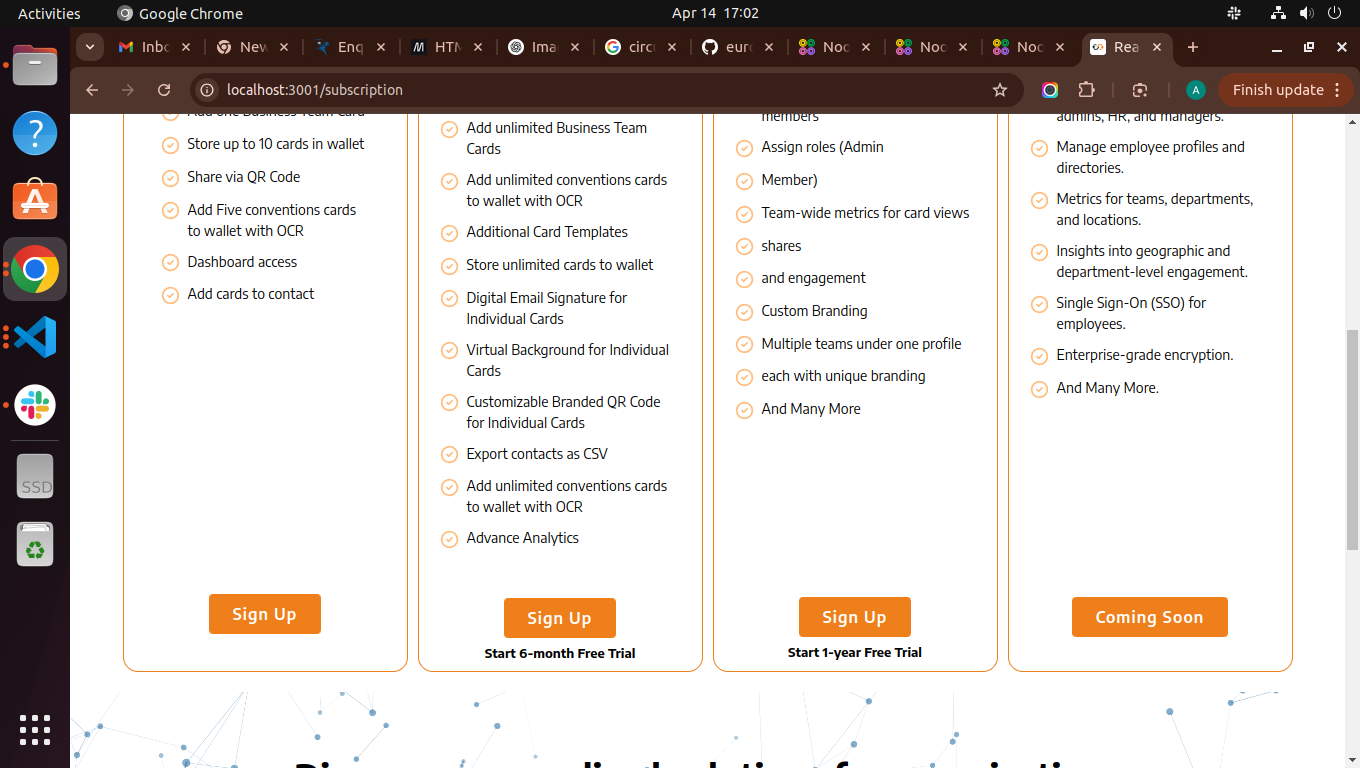 Activities
Google Chrome
Apr 14 17:02
Inbo
New
Enq
HTM
Ima
circu
euro
Noo
Noo
Noo
Rea
localhost:3001/subscription
A
Finish update
SSD
Add one Business Team Card
Store up to 10 cards in wallet
Share via QR Code
Add Five conventions cards
to wallet with OCR
Dashboard access
Add cards to contact
Sign Up
Add unlimited Business Team
Cards
Add unlimited conventions cards
to wallet with OCR
Additional Card Templates
Store unlimited cards to wallet
Digital Email Signature for
Individual Cards
Virtual Background for Individual
Cards
Customizable Branded QR Code
for Individual Cards
Export contacts as CSV
Add unlimited conventions cards
to wallet with OCR
Advance Analytics
Sign Up
Start 6-month Free Trial
members
Assign roles (Admin
Member)
Team-wide metrics for card views
shares
and engagement
Custom Branding
Multiple teams under one profile
each with unique branding
And Many More
Sign Up
Start 1-year Free Trial
admins, HR, and managers.
Manage employee profiles and
directories.
Metrics for teams, departments,
and locations.
Insights into geographic and
department-level engagement.
Single Sign-On (SSO) for
employees.
Enterprise-grade encryption.
And Many More.
Coming Soon